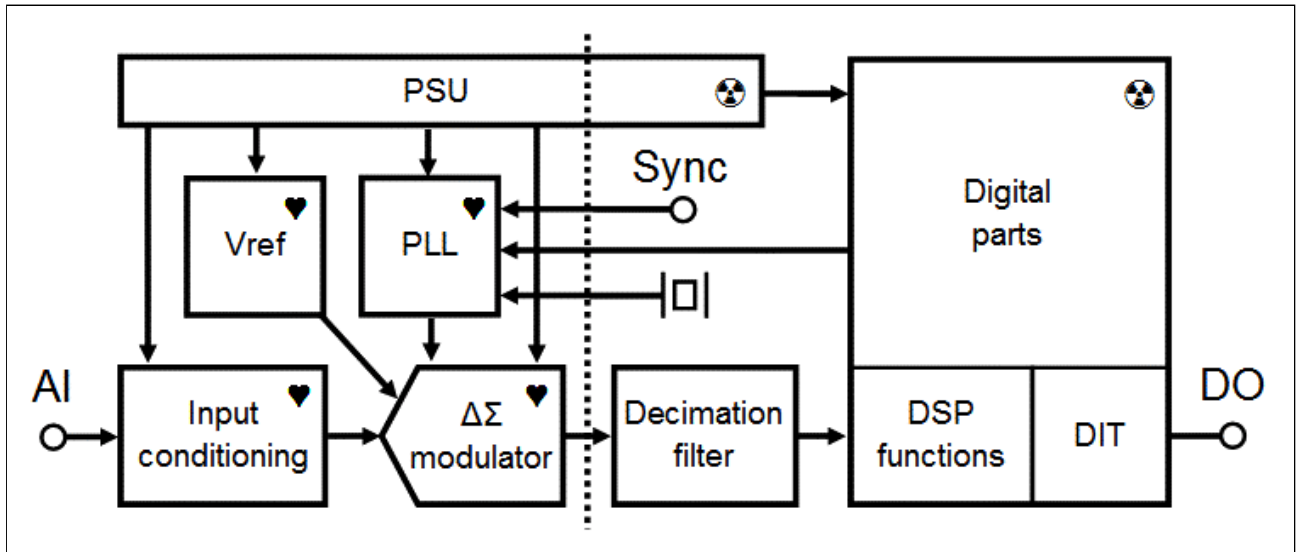 PSU
Sync
Digital
parts
Vref
PLL
AI
Input
conditioning
ΔΣ
modulator
Decimation
filter
DSP
functions
DIT
DO